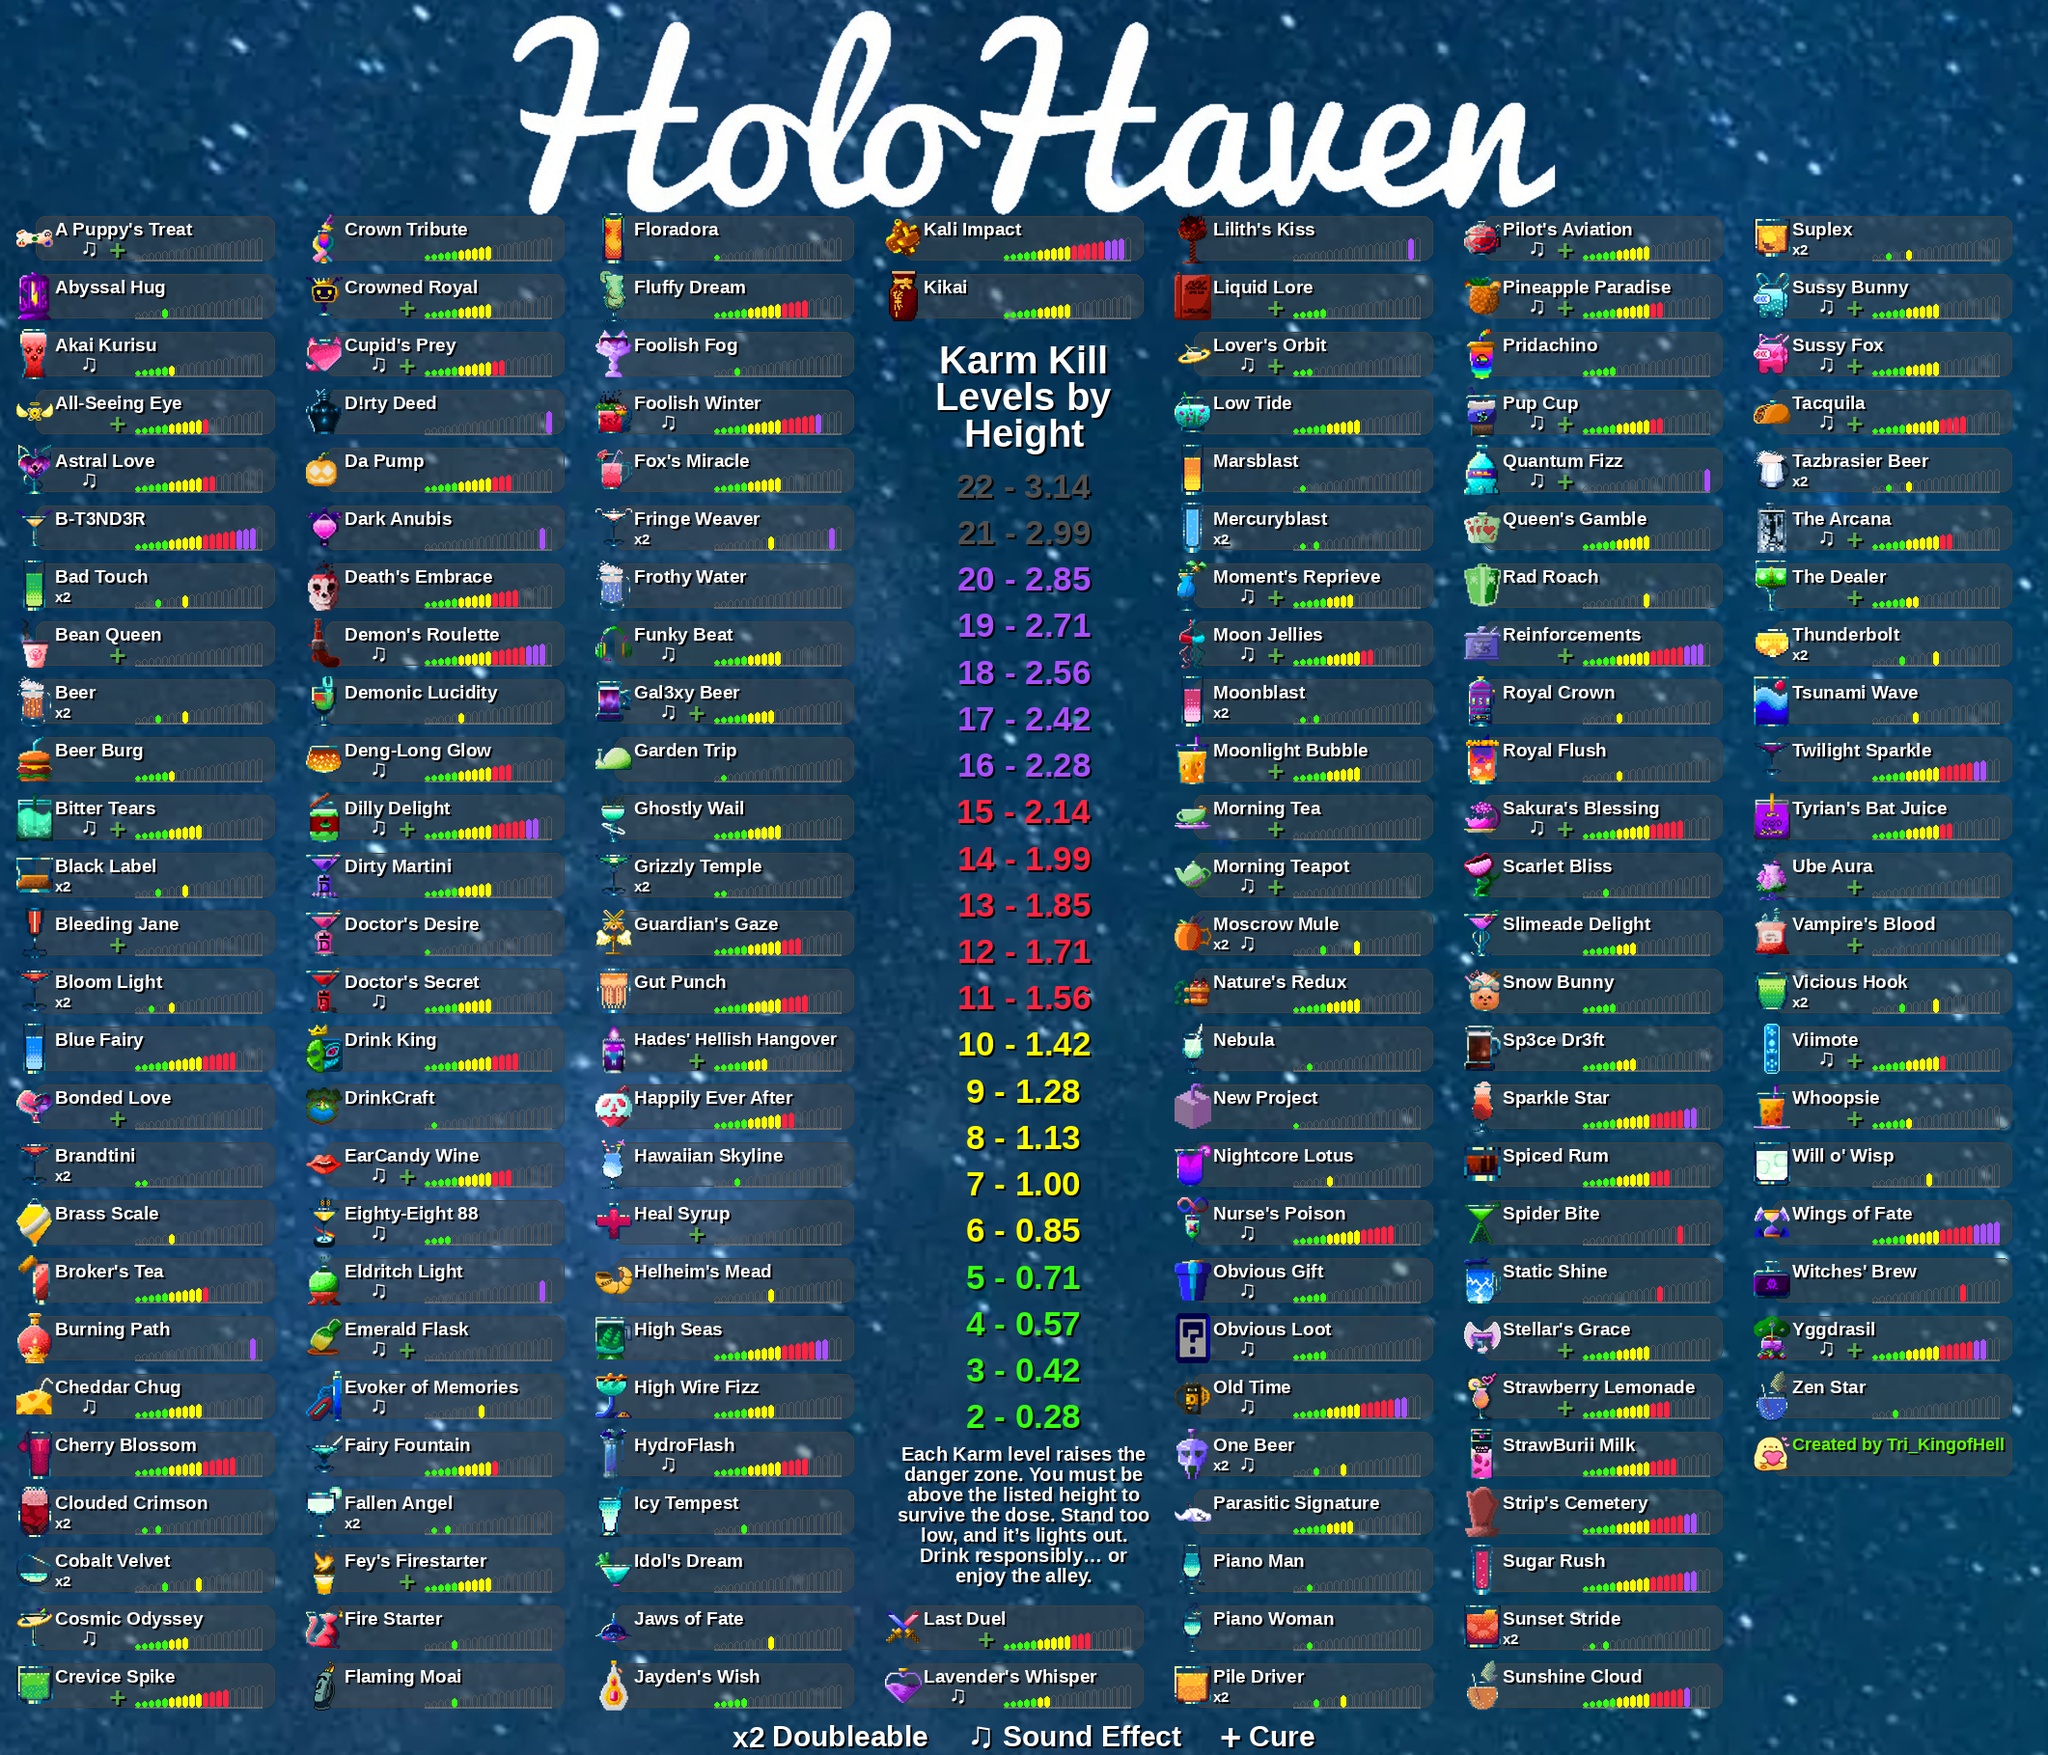 HoloHaven
A Puppy's Treat
♫ +
Abyssal Hug
Akai Kurisu
♫
All-Seeing Eye
+
Astral Love
♫
B-T3ND3R
Bad Touch
x2
Bean Queen
+
Beer
x2
Beer Burg
Bitter Tears
♫ +
Black Label
x2
Bleeding Jane
+
Bloom Light
x2
Blue Fairy
Bonded Love
+
Brandtini
x2
Brass Scale
Broker's Tea
Burning Path
Cheddar Chug
♫
Cherry Blossom
Clouded Crimson
x2
Cobalt Velvet
x2
Cosmic Odyssey
♫
Crevice Spike
+
Crown Tribute
Crowned Royal
+
Cupid's Prey
♫ +
D!rty Deed
Da Pump
Dark Anubis
Death's Embrace
Demon's Roulette
♫
Demonic Lucidity
Deng-Long Glow
♫
Dilly Delight
♫ +
Dirty Martini
Doctor's Desire
Doctor's Secret
♫
Drink King
DrinkCraft
EarCandy Wine
♫ +
Eighty-Eight 88
♫
Eldritch Light
♫
Emerald Flask
♫ +
Evoker of Memories
♫
Fairy Fountain
Fallen Angel
x2
Fey's Firestarter
+
Fire Starter
Flaming Moai
Floradora
Fluffy Dream
Foolish Fog
Foolish Winter
♫
Fox's Miracle
Fringe Weaver
x2
Frothy Water
Funky Beat
♫
Gal3xy Beer
♫ +
Garden Trip
Ghostly Wail
Grizzly Temple
x2
Guardian's Gaze
Gut Punch
Hades' Hellish Hangover
+
Happily Ever After
Hawaiian Skyline
Heal Syrup
+
Helheim's Mead
High Seas
High Wire Fizz
HydroFlash
♫
Icy Tempest
Idol's Dream
Jaws of Fate
Jayden's Wish
Kali Impact
Kikai
Karm Kill
Levels by
Height
22 - 3.14
21 - 2.99
20 - 2.85
19 - 2.71
18 - 2.56
17 - 2.42
16 - 2.28
15 - 2.14
14 - 1.99
13 - 1.85
12 - 1.71
11 - 1.56
10 - 1.42
9 - 1.28
8 - 1.13
7 - 1.00
6 - 0.85
5 - 0.71
4 - 0.57
3 - 0.42
2 - 0.28
Each Karm level raises the
danger zone. You must be
above the listed height to
survive the dose. Stand too
low, and it's lights out.
Drink responsibly... or
enjoy the alley.
Last Duel
+
Lavender's Whisper
♫
Lilith's Kiss
Liquid Lore
+
Lover's Orbit
♫ +
Low Tide
Marsblast
Mercuryblast
x2
Moment's Reprieve
♫ +
Moon Jellies
♫ +
Moonblast
x2
Moonlight Bubble
+
Morning Tea
+
Morning Teapot
♫ +
Moscrow Mule
x2 ♫
Nature's Redux
Nebula
New Project
Nightcore Lotus
Nurse's Poison
♫
Obvious Gift
♫
Obvious Loot
♫
Old Time
♫
One Beer
x2 ♫
Parasitic Signature
Piano Man
Piano Woman
Pile Driver
x2
Pilot's Aviation
♫ +
Pineapple Paradise
♫ +
Pridachino
Pup Cup
♫ +
Quantum Fizz
♫ +
Queen's Gamble
Rad Roach
Reinforcements
+
Royal Crown
Royal Flush
Sakura's Blessing
♫ +
Scarlet Bliss
Slimeade Delight
Snow Bunny
Sp3ce Dr3ft
Sparkle Star
Spiced Rum
Spider Bite
Static Shine
Stellar's Grace
+
Strawberry Lemonade
+
StrawBurii Milk
Strip's Cemetery
Sugar Rush
Sunset Stride
x2
Sunshine Cloud
Suplex
x2
Sussy Bunny
Sussy Fox
Tacquila
♫ +
Tazbrasier Beer
x2
The Arcana
♫ +
The Dealer
+
Thunderbolt
x2
Tsunami Wave
Twilight Sparkle
Tyrian's Bat Juice
Ube Aura
+
Vampire's Blood
+
Vicious Hook
x2
Viimote
♫ +
Whoopsie
+
Will o' Wisp
Wings of Fate
Witches' Brew
Yggdrasil
♫ +
Zen Star
Created by Tri_KingofHell
x2 Doubleable ♫ Sound Effect + Cure